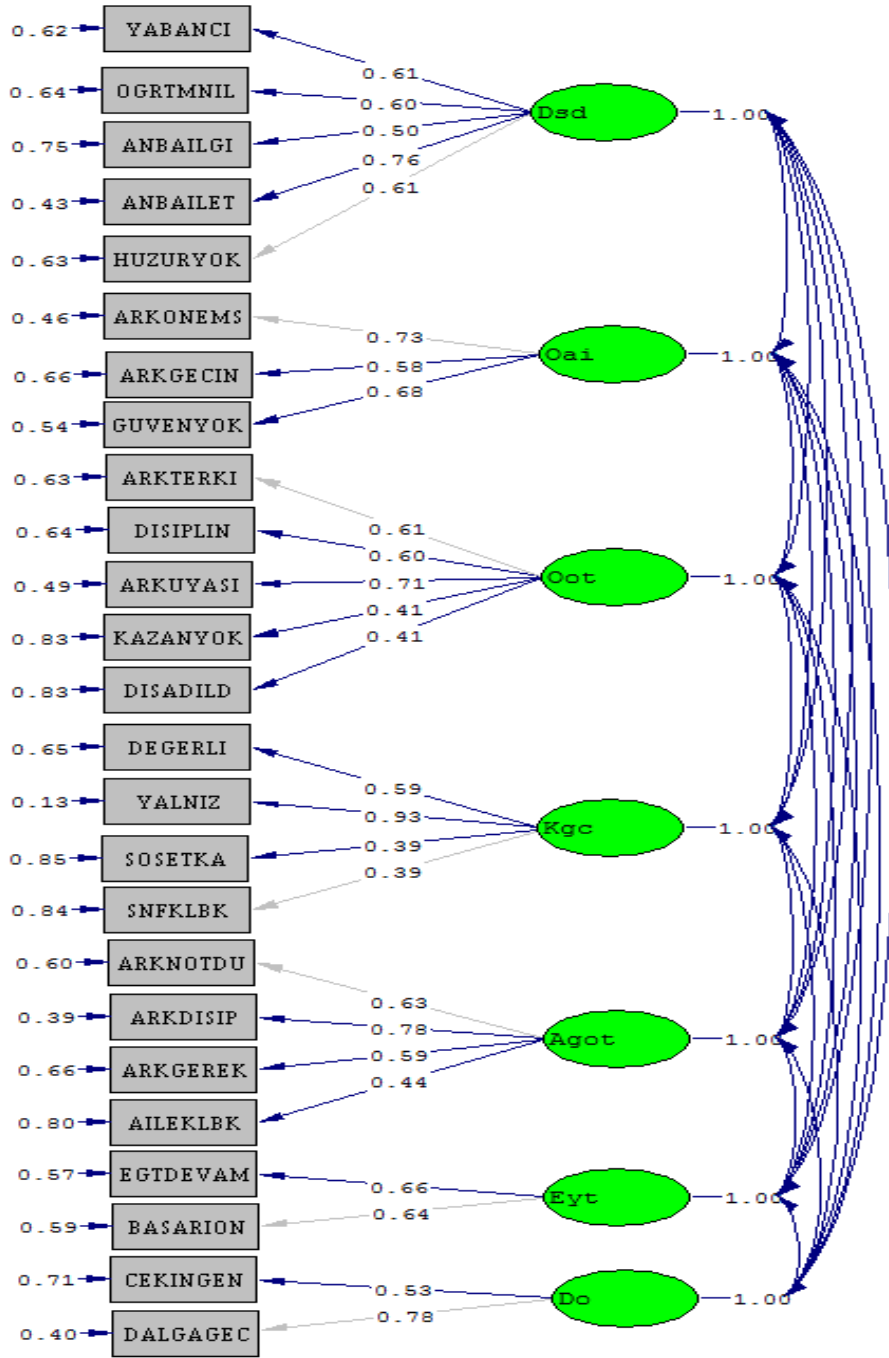 0.62 YABANCI 0.61
0.64 OGRTMNIL 0.60 Dsd 1.00
0.75 ANBAILGI 0.50
0.43 ANBAILET 0.76
0.63 HUZURYOK 0.61
0.46 ARKONEMS 0.73
0.66 ARKGECIN 0.58 Oai 1.00
0.54 GUVENYOK 0.68
0.63 ARKTERKI 0.61
0.64 DISIPLIN 0.60
0.49 ARKUYASI 0.71 Oot 1.00
0.83 KAZANYOK 0.41
0.83 DISADILD 0.41
0.65 DEGERLI 0.59
0.13 YALNIZ 0.93 Kgc 1.00
0.85 SOSETKA 0.39
0.84 SNFKLBK 0.39
0.60 ARKNOTDU 0.63
0.39 ARKDISIP 0.78 Agot 1.00
0.66 ARKGEREK 0.59
0.80 AILEKLBK 0.44
0.57 EGTDEVAM 0.66 Eyt 1.00
0.59 BASARION 0.64
0.71 CEKINGEN 0.53 Do 1.00
0.40 DALGAGEC 0.78